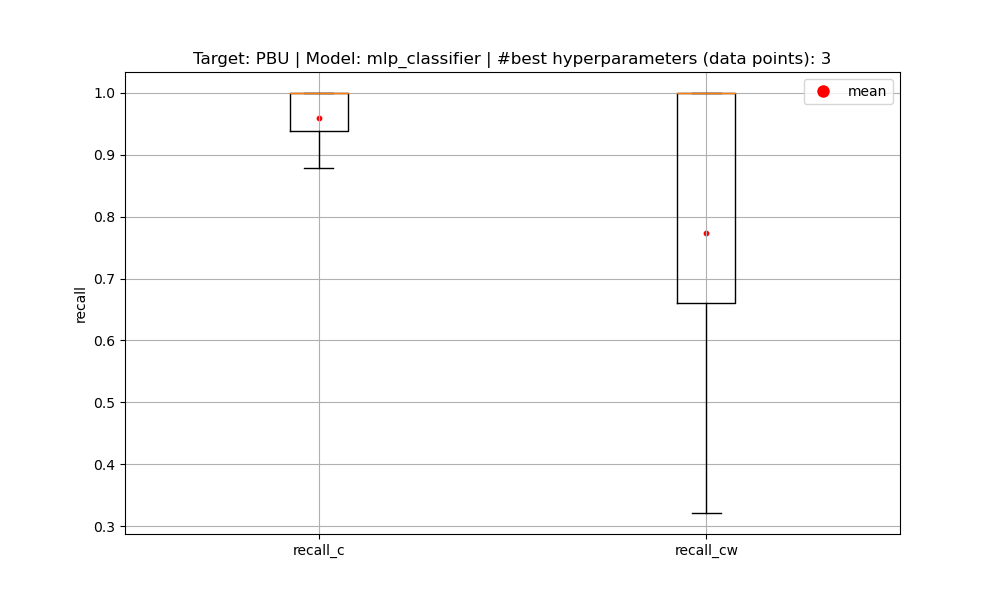 Target: PBU | Model: mlp_classifier | #best hyperparameters (data points): 3
mean
1.0
0.9
0.8
0.7
0.6
0.5
0.4
0.3
recall
recall_c
recall_cw